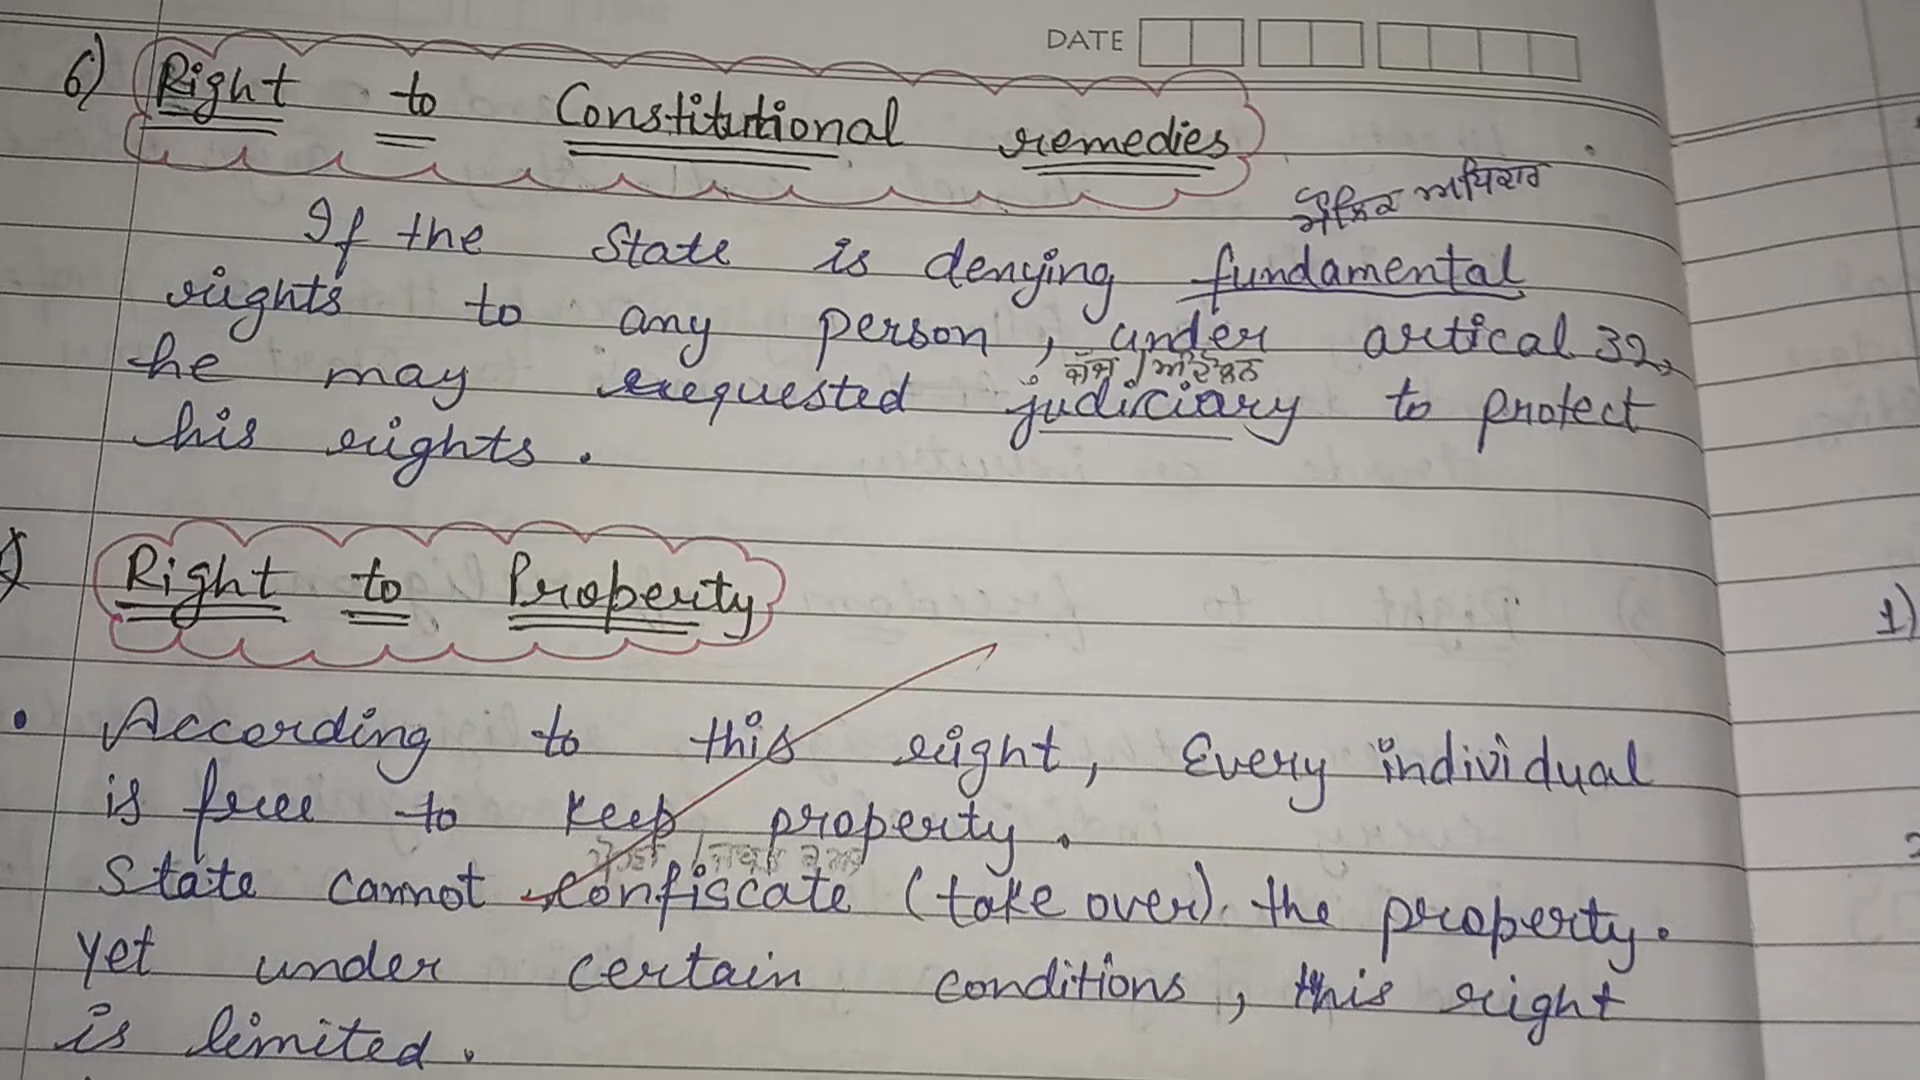 DATE
6) Right to Constitutional remedies
ਮੌਲਿਕ ਅਧਿਕਾਰ
If the State is denying fundamental
rights to any person, under artical 32,
he may requested judiciary to protect
his rights.
Right to Property
1)
• According to this right, Every individual
is free to keep property.
State cannot confiscate (take over). the property.
yet under certain conditions, this right
is limited.